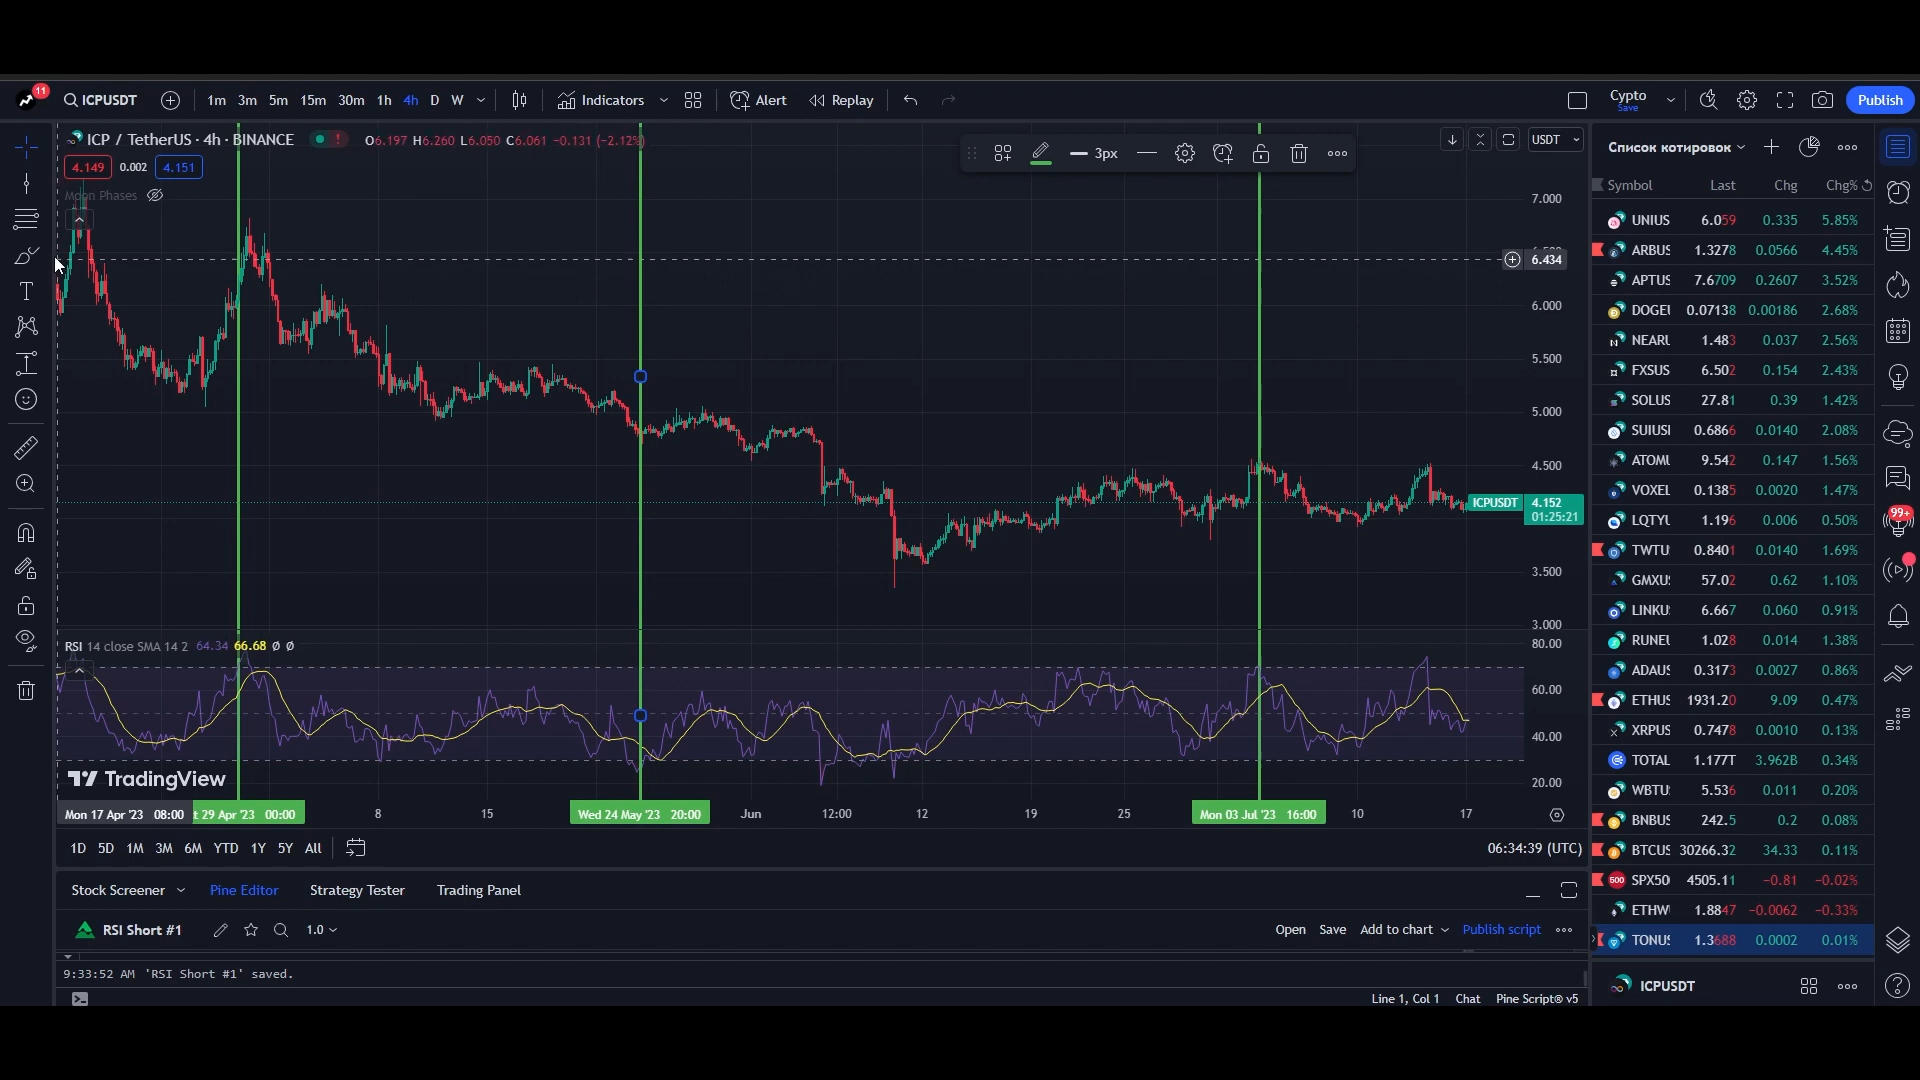 11 ICPUSDT 1m 3m 5m 15m 30m 1h 4h D W Indicators Alert Replay Cypto Save Publish
ICP / TetherUS · 4h · BINANCE ! O6.197 H6.260 L6.050 C6.061 −0.131 (−2.12%)
3px
USDT
4.149 0.002 4.151
Moon Phases
7.000
6.434
6.000
5.500
5.000
4.500
ICPUSDT 4.152
01:25:21
3.500
3.000
RSI 14 close SMA 14 2 64.34 66.68 Ø Ø
80.00
60.00
40.00
20.00
TradingView
Mon 17 Apr '23 08:00 t 29 Apr '23 00:00 8 15 Wed 24 May '23 20:00 Jun 12:00 12 19 25 Mon 03 Jul '23 16:00 10 17
1D 5D 1M 3M 6M YTD 1Y 5Y All 06:34:39 (UTC)
Stock Screener Pine Editor Strategy Tester Trading Panel
RSI Short #1 1.0 Open Save Add to chart Publish script
9:33:52 AM 'RSI Short #1' saved.
Line 1, Col 1 Chat Pine Script® v5
Список котировок
Symbol Last Chg Chg%
UNIUS 6.059 0.335 5.85%
ARBUS 1.3278 0.0566 4.45%
APTUS 7.6709 0.2607 3.52%
DOGEU 0.07138 0.00186 2.68%
NEARU 1.483 0.037 2.56%
FXSUS 6.502 0.154 2.43%
SOLUS 27.81 0.39 1.42%
SUIUSI 0.6866 0.0140 2.08%
ATOMU 9.542 0.147 1.56%
VOXEL 0.1385 0.0020 1.47%
LQTYU 1.196 0.006 0.50%
TWTU 0.8401 0.0140 1.69%
GMXU 57.02 0.62 1.10%
LINKU 6.667 0.060 0.91%
RUNEU 1.028 0.014 1.38%
ADAUS 0.3173 0.0027 0.86%
ETHUS 1931.20 9.09 0.47%
XRPUS 0.7478 0.0010 0.13%
TOTAL 1.177T 3.962B 0.34%
WBTU 5.536 0.011 0.20%
BNBUS 242.5 0.2 0.08%
BTCUS 30266.32 34.33 0.11%
500 SPX50 4505.11 −0.81 −0.02%
ETHW 1.8847 −0.0062 −0.33%
TONUS 1.3688 0.0002 0.01%
ICPUSDT
99+